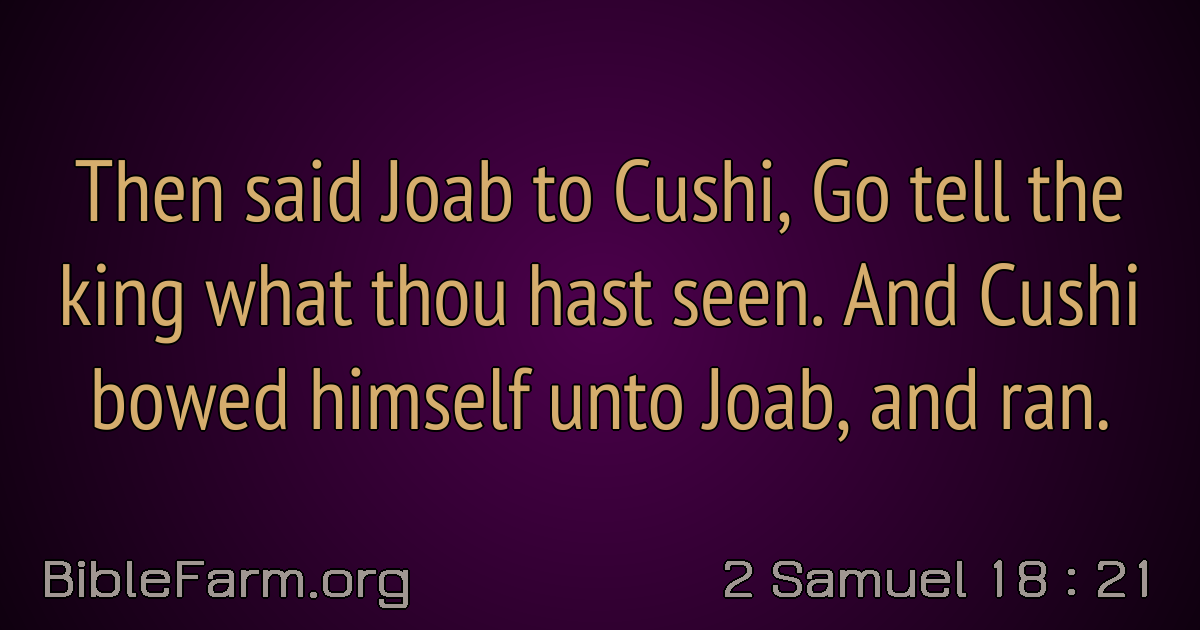 Then said Joab to Cushi, Go tell the
king what thou hast seen. And Cushi
bowed himself unto Joab, and ran.
BibleFarm.org
2 Samuel 18 : 21